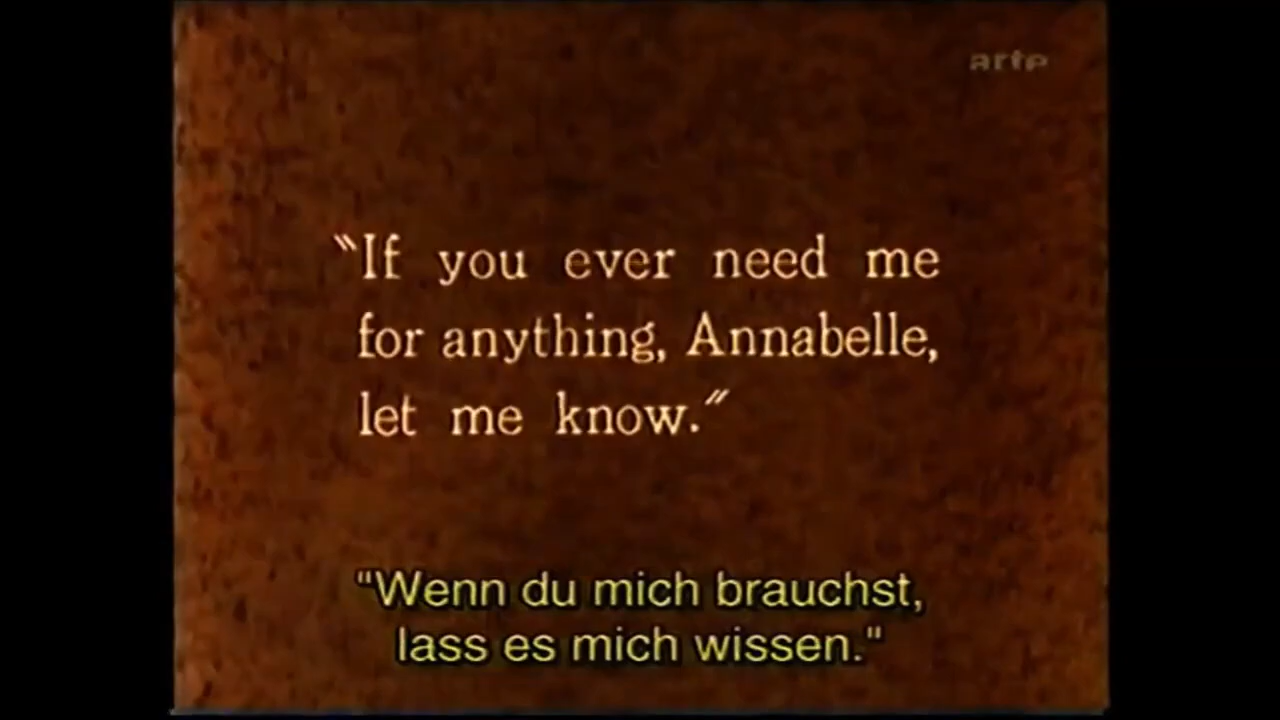 arte
"If you ever need me
for anything, Annabelle,
let me know."
"Wenn du mich brauchst,
lass es mich wissen."